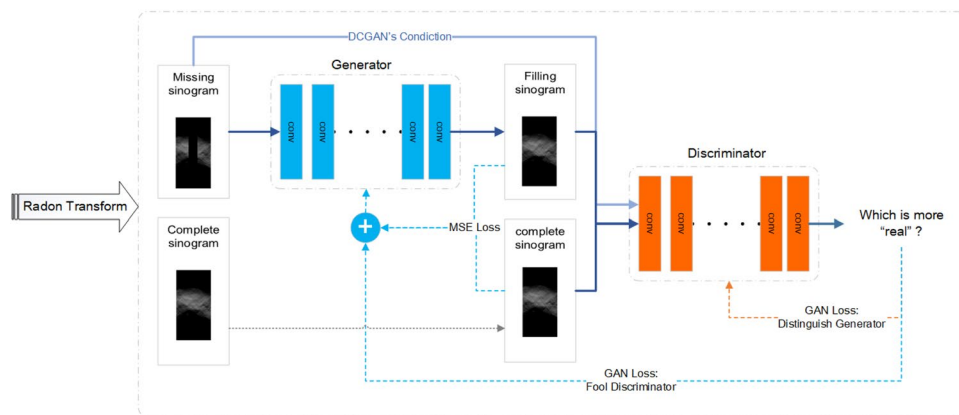 DCGAN's Condiction
Missing
sinogram
Generator
Filling
sinogram
conv
conv
conv
conv
Discriminator
Radon Transform
conv
conv
conv
conv
Which is more
“real” ?
Complete
sinogram
+
MSE Loss
complete
sinogram
GAN Loss:
Distinguish Generator
GAN Loss:
Fool Discriminator